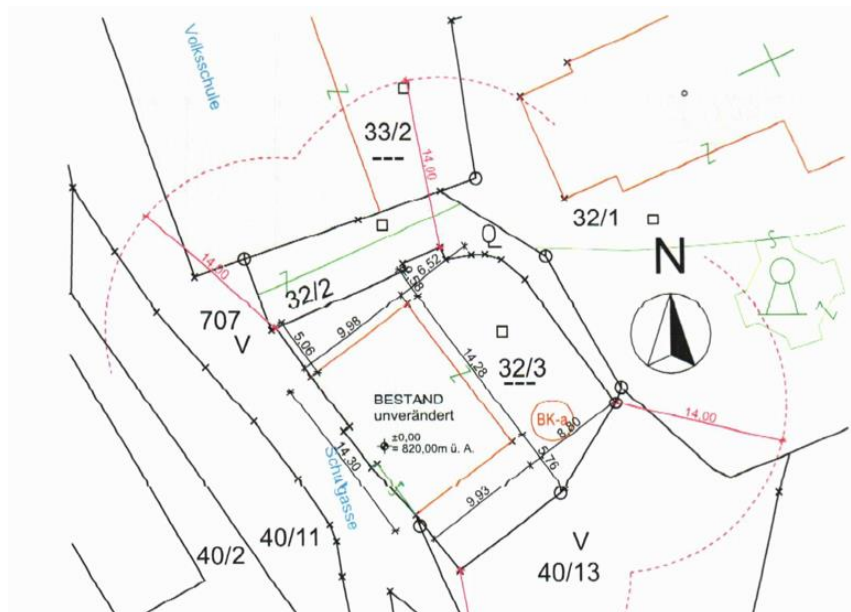 Volksschule
33/2
14,00
32/1
N
14,00
32/2
6,52
707
V
5,06
9,98
14,28
32/3
BESTAND
unverändert
±0,00
= 820,00m ü. A.
BK-a
8,80
14,00
14,30
5,76
Schulgasse
9,93
40/2
40/11
V
40/13